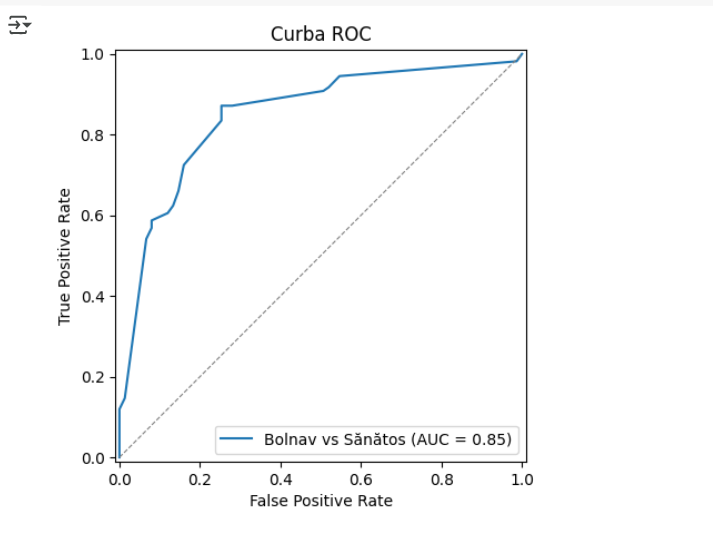 Curba ROC
1.0
0.8
0.6
0.4
0.2
0.0
True Positive Rate
Bolnav vs Sănătos (AUC = 0.85)
0.0 0.2 0.4 0.6 0.8 1.0
False Positive Rate